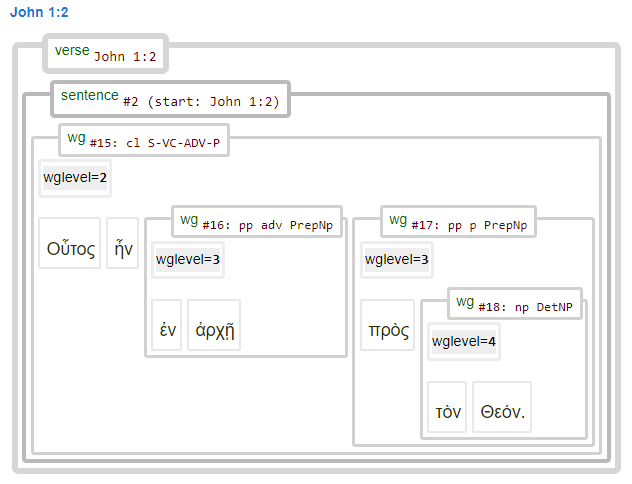 John 1:2
verse John 1:2
sentence #2 (start: John 1:2)
wg #15: cl S-VC-ADV-P
wglevel=2
wg #16: pp adv PrepNp
wg #17: pp p PrepNp
wglevel=3
wglevel=3
wg #18: np DetNP
wglevel=4
Οὗτος ἦν ἐν ἀρχῇ πρὸς
τὸν Θεόν.